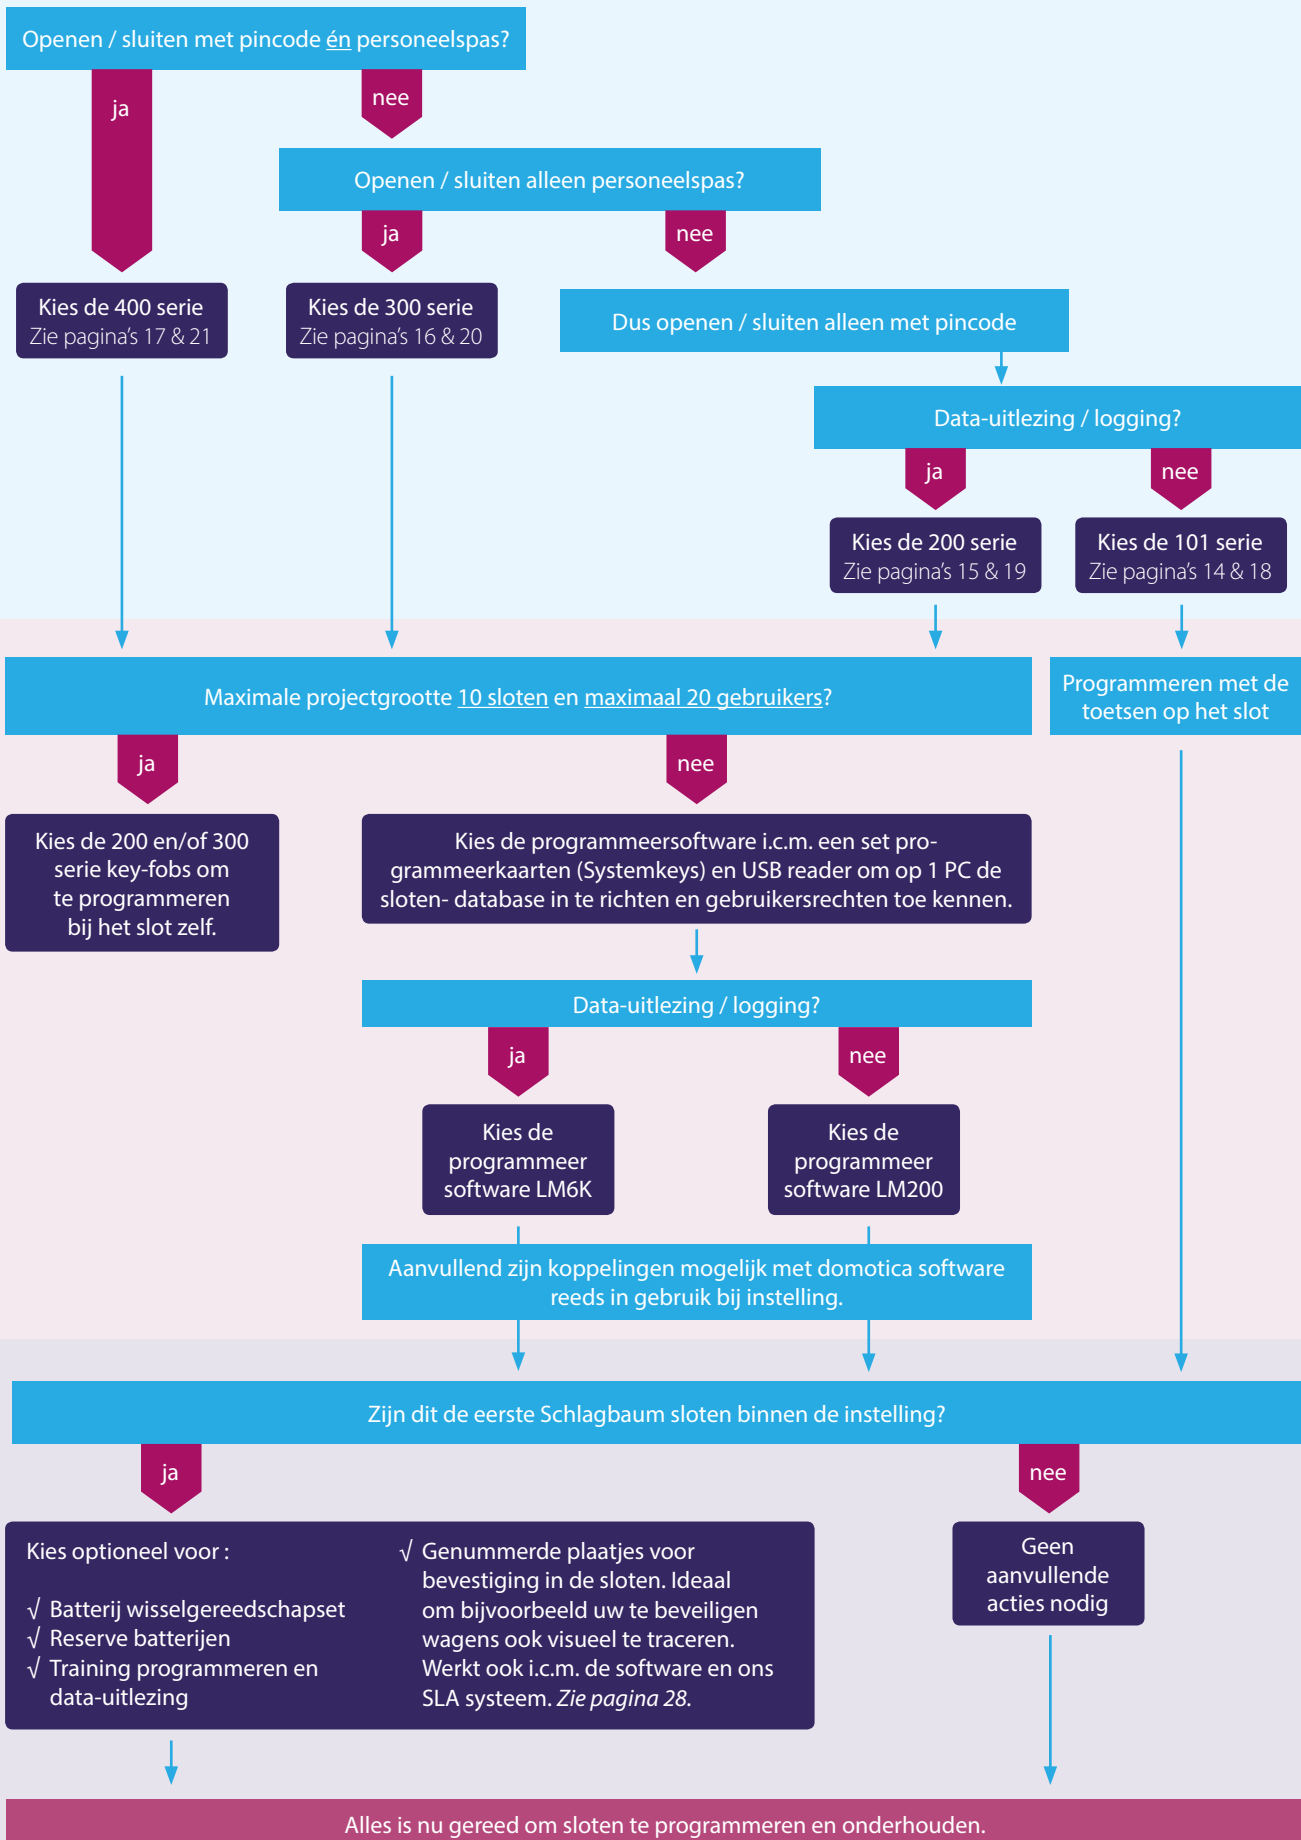 Openen / sluiten met pincode én personeelspas?
ja
nee
Openen / sluiten alleen personeelspas?
ja
nee
Kies de 400 serie
Zie pagina’s 17 & 21
Kies de 300 serie
Zie pagina’s 16 & 20
Dus openen / sluiten alleen met pincode
Data-uitlezing / logging?
ja
nee
Kies de 200 serie
Zie pagina’s 15 & 19
Kies de 101 serie
Zie pagina’s 14 & 18
Maximale projectgrootte 10 sloten en maximaal 20 gebruikers?
Programmeren met de
toetsen op het slot
ja
nee
Kies de 200 en/of 300
serie key-fobs om
te programmeren
bij het slot zelf.
Kies de programmeersoftware i.c.m. een set pro-
grammeerkaarten (Systemkeys) en USB reader om op 1 PC de
sloten- database in te richten en gebruikersrechten toe kennen.
Data-uitlezing / logging?
ja
nee
Kies de
programmeer
software LM6K
Kies de
programmeer
software LM200
Aanvullend zijn koppelingen mogelijk met domotica software
reeds in gebruik bij instelling.
Zijn dit de eerste Schlagbaum sloten binnen de instelling?
ja
nee
Kies optioneel voor :
√ Batterij wisselgereedschapset
√ Reserve batterijen
√ Training programmeren en
data-uitlezing
√ Genummerde plaatjes voor
bevestiging in de sloten. Ideaal
om bijvoorbeeld uw te beveiligen
wagens ook visueel te traceren.
Werkt ook i.c.m. de software en ons
SLA systeem. Zie pagina 28.
Geen
aanvullende
acties nodig
Alles is nu gereed om sloten te programmeren en onderhouden.